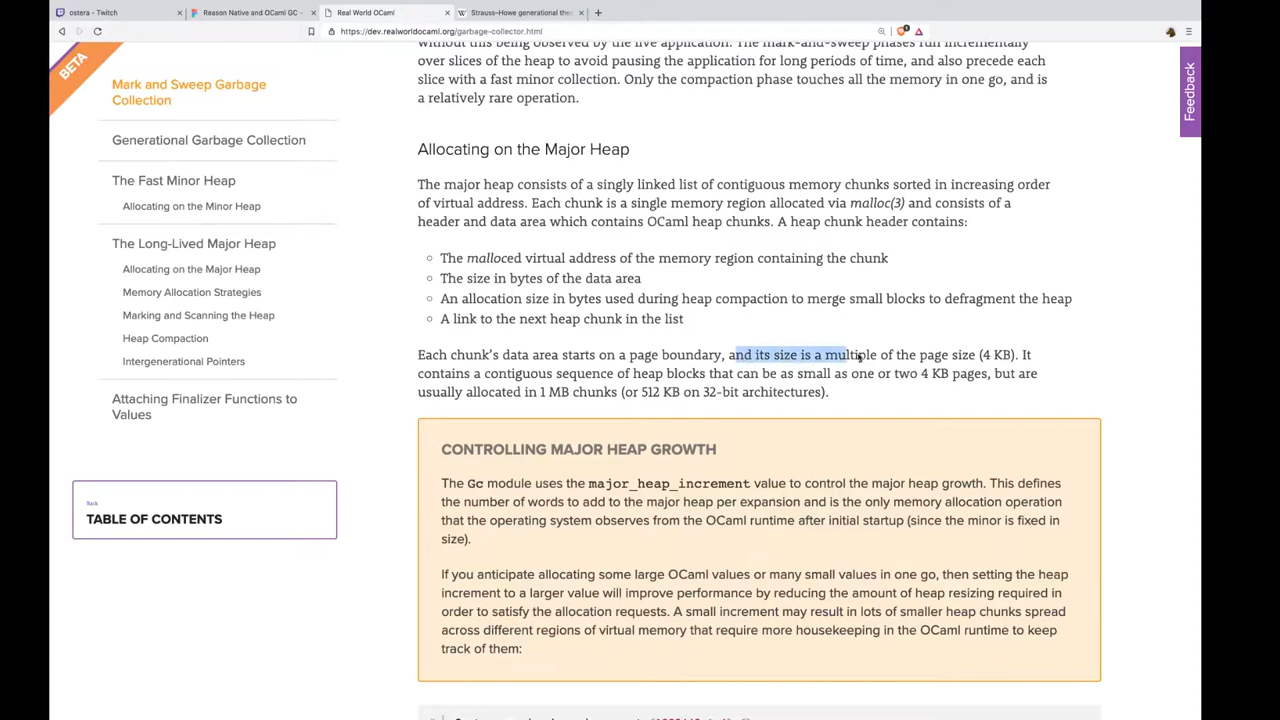 ostera - Twitch
Reason Native and OCaml GC -
Real World OCaml
Strauss–Howe generational the
https://dev.realworldocaml.org/garbage-collector.html
BETA
Feedback
Mark and Sweep Garbage
Collection
Generational Garbage Collection
The Fast Minor Heap
Allocating on the Minor Heap
The Long-Lived Major Heap
Allocating on the Major Heap
Memory Allocation Strategies
Marking and Scanning the Heap
Heap Compaction
Intergenerational Pointers
Attaching Finalizer Functions to
Values
Back
TABLE OF CONTENTS
without this being observed by the live application. The mark-and-sweep phases run incrementally
over slices of the heap to avoid pausing the application for long periods of time, and also precede each
slice with a fast minor collection. Only the compaction phase touches all the memory in one go, and is
a relatively rare operation.
Allocating on the Major Heap
The major heap consists of a singly linked list of contiguous memory chunks sorted in increasing order
of virtual address. Each chunk is a single memory region allocated via malloc(3) and consists of a
header and data area which contains OCaml heap chunks. A heap chunk header contains:
The malloced virtual address of the memory region containing the chunk
The size in bytes of the data area
An allocation size in bytes used during heap compaction to merge small blocks to defragment the heap
A link to the next heap chunk in the list
Each chunk's data area starts on a page boundary, and its size is a multiple of the page size (4 KB). It
contains a contiguous sequence of heap blocks that can be as small as one or two 4 KB pages, but are
usually allocated in 1 MB chunks (or 512 KB on 32-bit architectures).
CONTROLLING MAJOR HEAP GROWTH
The Gc module uses the major_heap_increment value to control the major heap growth. This defines
the number of words to add to the major heap per expansion and is the only memory allocation operation
that the operating system observes from the OCaml runtime after initial startup (since the minor is fixed in
size).
If you anticipate allocating some large OCaml values or many small values in one go, then setting the heap
increment to a larger value will improve performance by reducing the amount of heap resizing required in
order to satisfy the allocation requests. A small increment may result in lots of smaller heap chunks spread
across different regions of virtual memory that require more housekeeping in the OCaml runtime to keep
track of them: